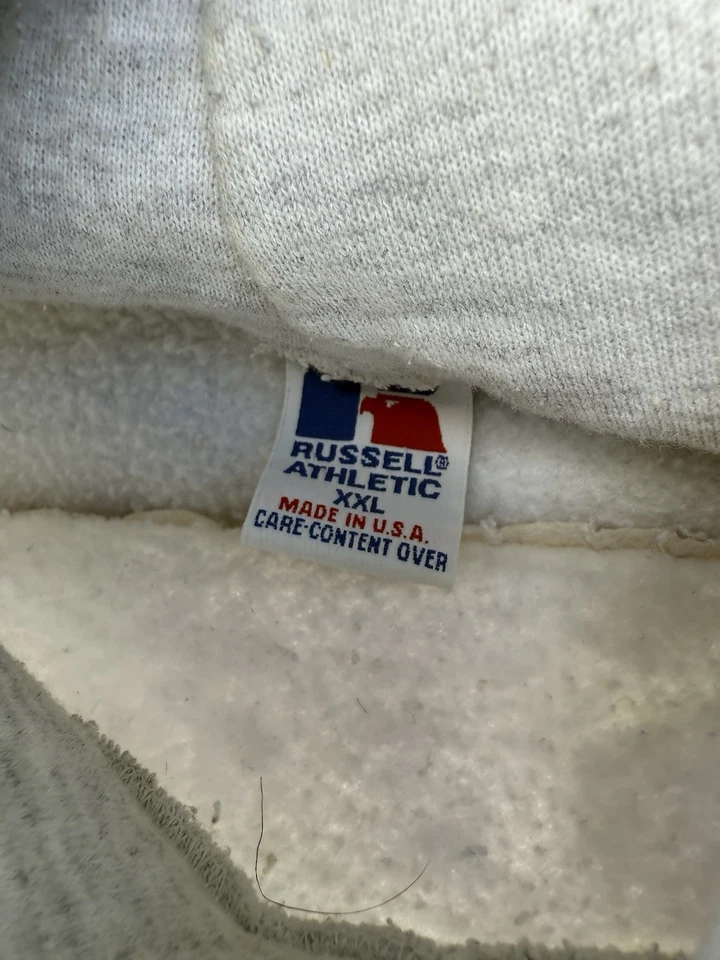 RUSSELL®
ATHLETIC
XXL
MADE IN U.S.A.
CARE-CONTENT OVER